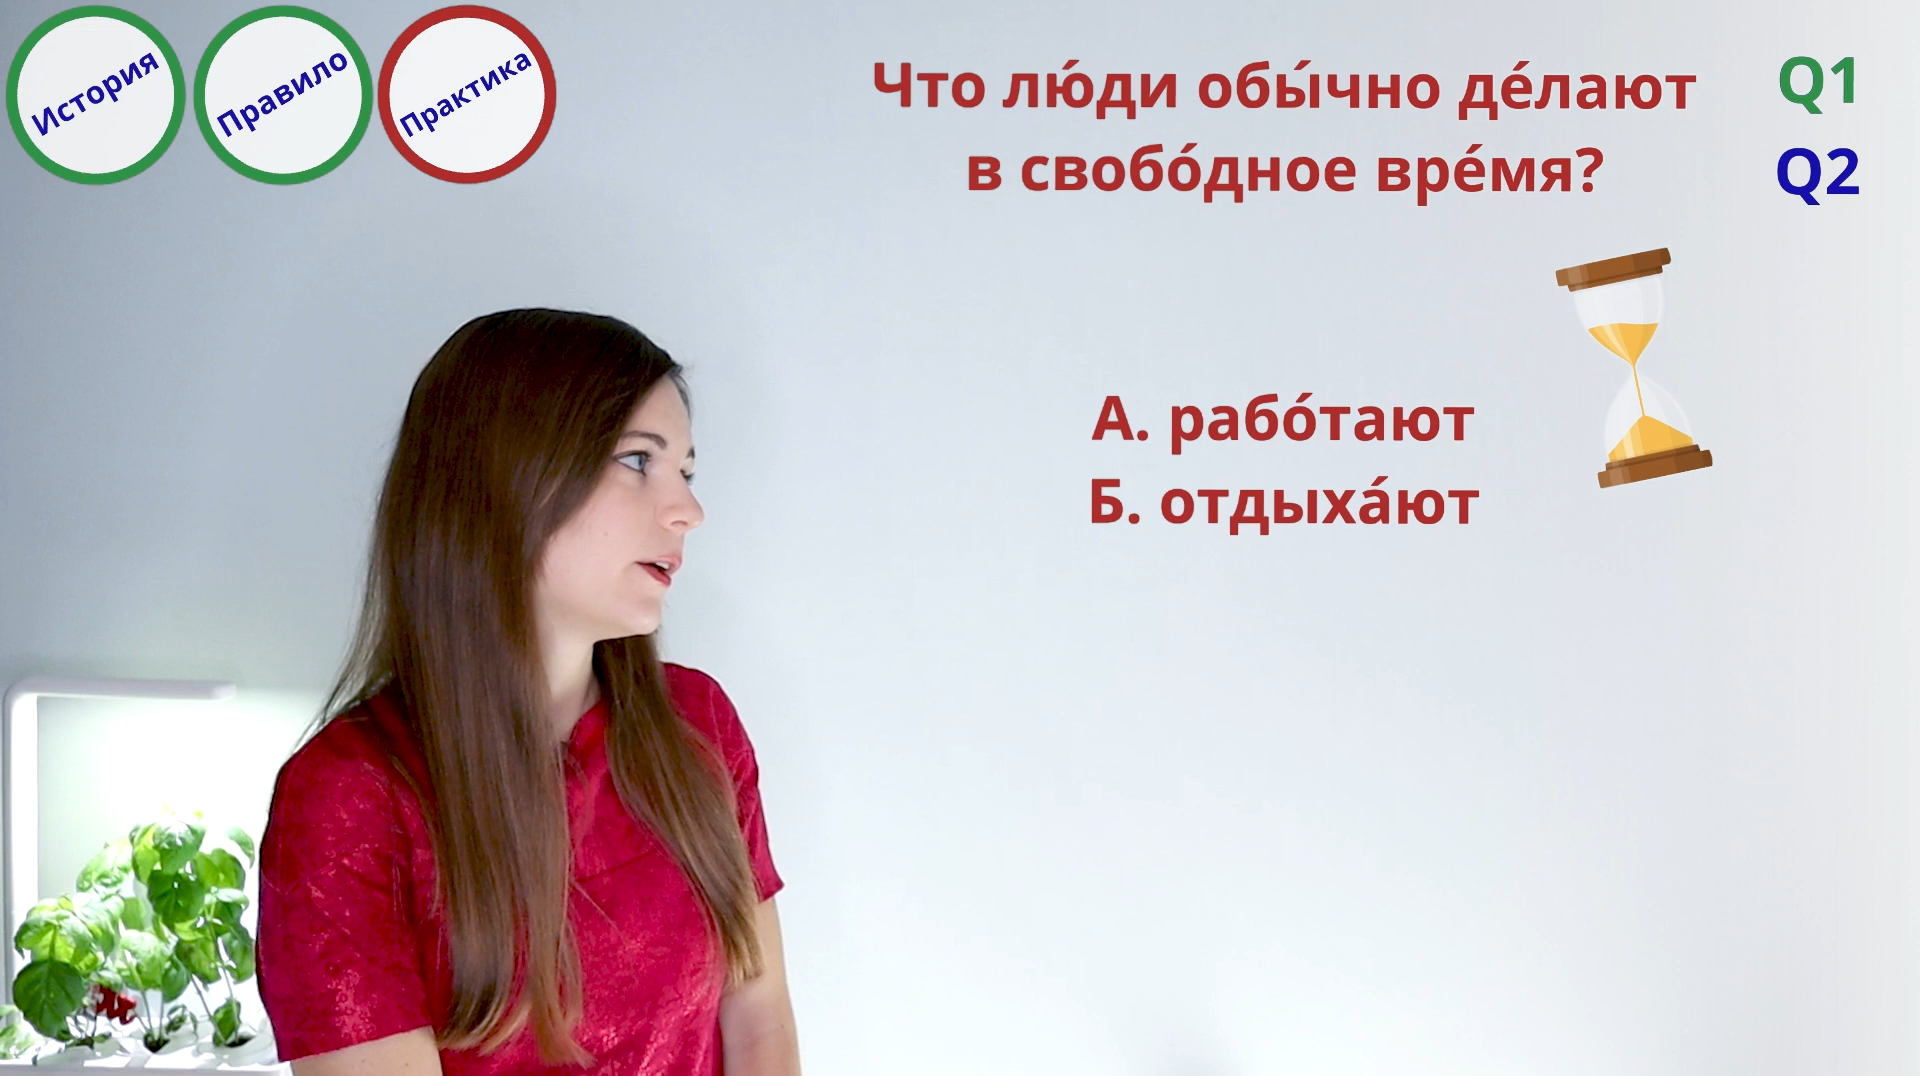 История
Правило
Практика
Что лю́ди обы́чно де́лают
в свобо́дное вре́мя?
Q1
Q2
А. рабо́тают
Б. отдыха́ют